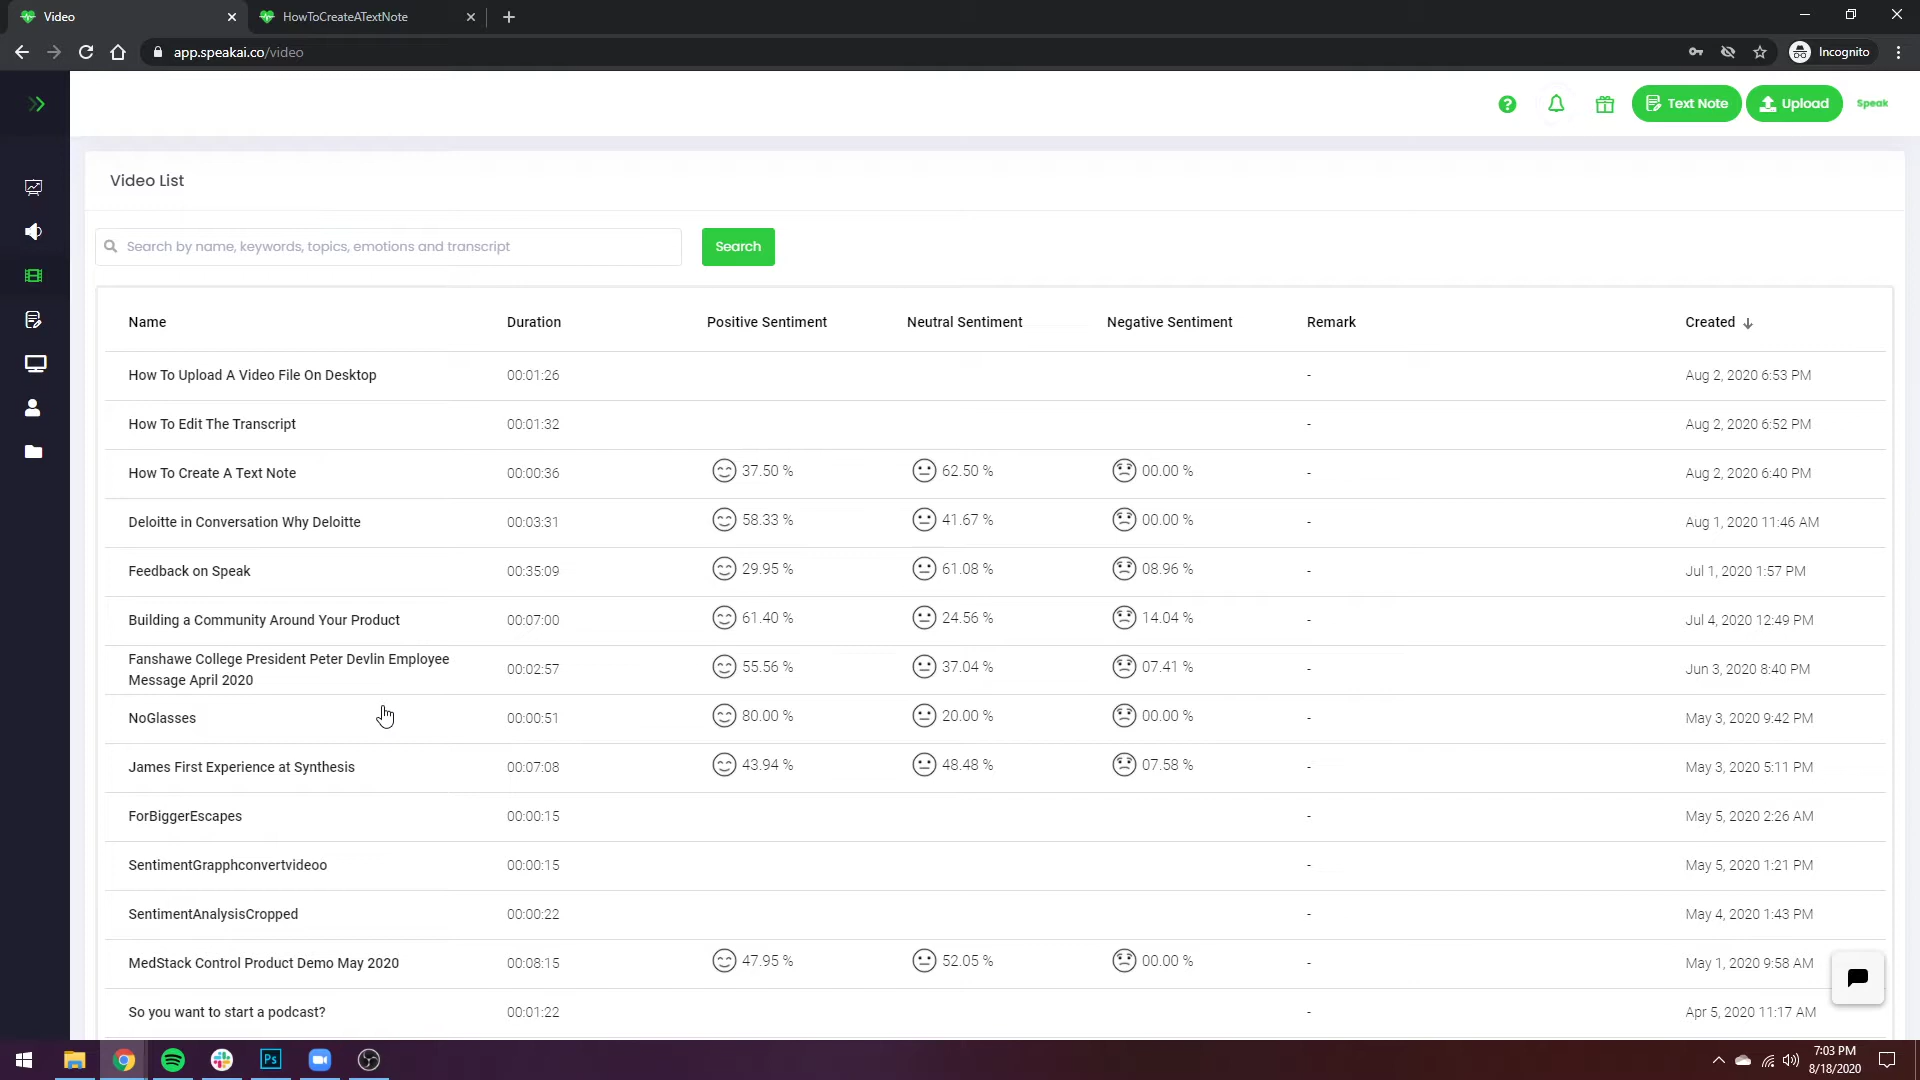 Video
HowToCreateATextNote
app.speakai.co/video
Incognito
Text Note
Upload
Speak
Video List
Search by name, keywords, topics, emotions and transcript
Search
Name Duration Positive Sentiment Neutral Sentiment Negative Sentiment Remark Created
How To Upload A Video File On Desktop 00:01:26 - Aug 2, 2020 6:53 PM
How To Edit The Transcript 00:01:32 - Aug 2, 2020 6:52 PM
How To Create A Text Note 00:00:36 37.50 % 62.50 % 00.00 % - Aug 2, 2020 6:40 PM
Deloitte in Conversation Why Deloitte 00:03:31 58.33 % 41.67 % 00.00 % - Aug 1, 2020 11:46 AM
Feedback on Speak 00:35:09 29.95 % 61.08 % 08.96 % - Jul 1, 2020 1:57 PM
Building a Community Around Your Product 00:07:00 61.40 % 24.56 % 14.04 % - Jul 4, 2020 12:49 PM
Fanshawe College President Peter Devlin Employee
Message April 2020 00:02:57 55.56 % 37.04 % 07.41 % - Jun 3, 2020 8:40 PM
NoGlasses 00:00:51 80.00 % 20.00 % 00.00 % - May 3, 2020 9:42 PM
James First Experience at Synthesis 00:07:08 43.94 % 48.48 % 07.58 % - May 3, 2020 5:11 PM
ForBiggerEscapes 00:00:15 - May 5, 2020 2:26 AM
SentimentGrapphconvertvideoo 00:00:15 - May 5, 2020 1:21 PM
SentimentAnalysisCropped 00:00:22 - May 4, 2020 1:43 PM
MedStack Control Product Demo May 2020 00:08:15 47.95 % 52.05 % 00.00 % - May 1, 2020 9:58 AM
So you want to start a podcast? 00:01:22 - Apr 5, 2020 11:17 AM
Ps
7:03 PM
8/18/2020